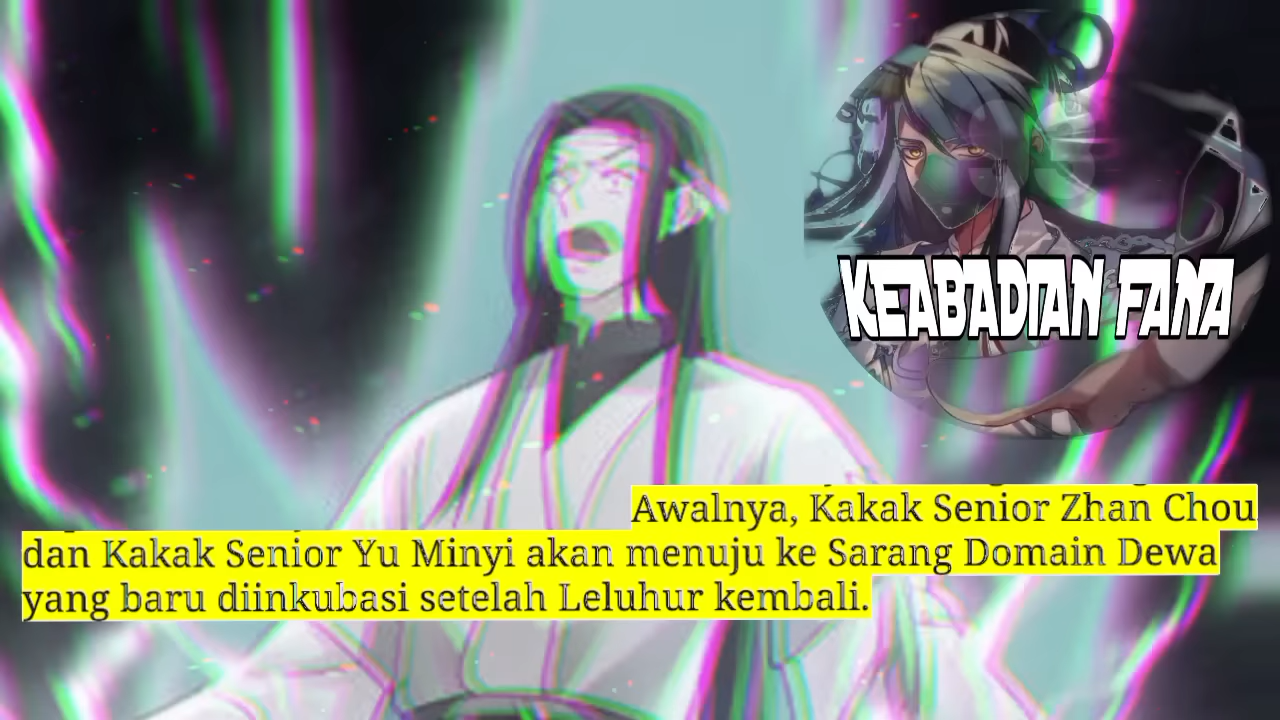 KEABADIAN FANA
Awalnya, Kakak Senior Zhan Chou
dan Kakak Senior Yu Minyi akan menuju ke Sarang Domain Dewa
yang baru diinkubasi setelah Leluhur kembali.